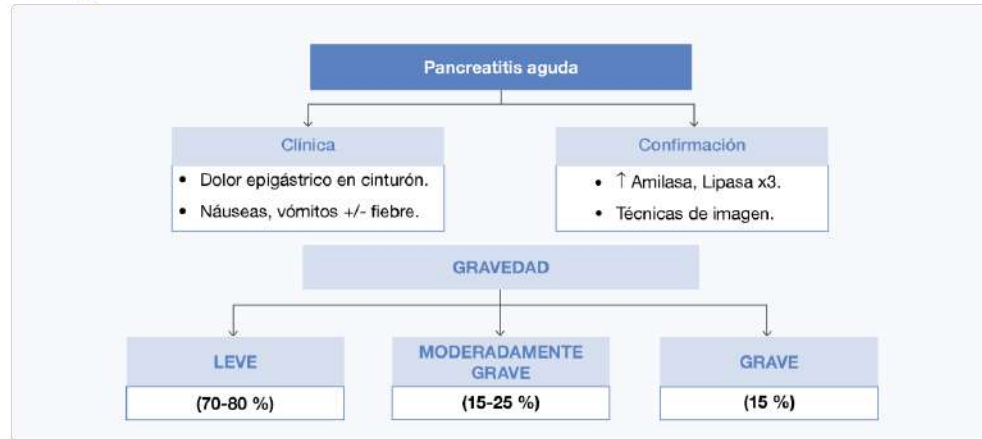 Pancreatitis aguda
Clínica
• Dolor epigástrico en cinturón.
• Náuseas, vómitos +/- fiebre.
Confirmación
• ↑ Amilasa, Lipasa x3.
• Técnicas de imagen.
GRAVEDAD
LEVE
(70-80 %)
MODERADAMENTE
GRAVE
(15-25 %)
GRAVE
(15 %)